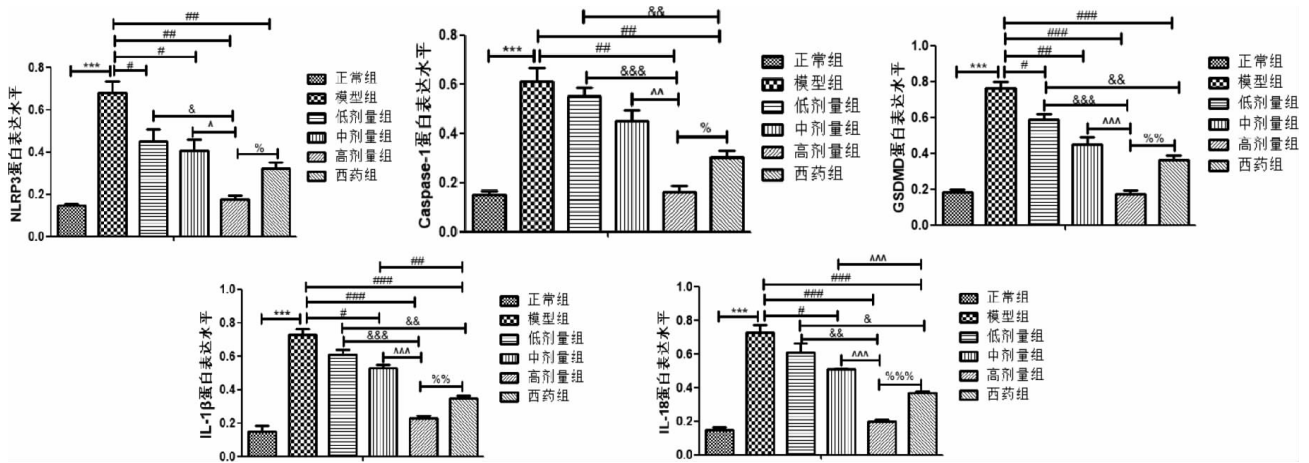 ##
##
#
***
#
&
^
%
0.8
0.6
0.4
0.2
0.0
NLRP3蛋白表达水平
正常组
模型组
低剂量组
中剂量组
高剂量组
西药组
&&
##
***
##
&&&
^^
%
0.8
0.6
0.4
0.2
0.0
Caspase-1蛋白表达水平
正常组
模型组
低剂量组
中剂量组
高剂量组
西药组
###
###
##
***
#
&&
&&&
^^^
%%
1.0
0.8
0.6
0.4
0.2
0.0
GSDMD蛋白表达水平
正常组
模型组
低剂量组
中剂量组
高剂量组
西药组
##
###
###
***
#
&&
&&&
^^^
%%
1.0
0.8
0.6
0.4
0.2
0.0
IL-1β蛋白表达水平
正常组
模型组
低剂量组
中剂量组
高剂量组
西药组
^^^
###
###
***
#
&
&&
^^^
%%%
1.0
0.8
0.6
0.4
0.2
0.0
IL-18蛋白表达水平
正常组
模型组
低剂量组
中剂量组
高剂量组
西药组